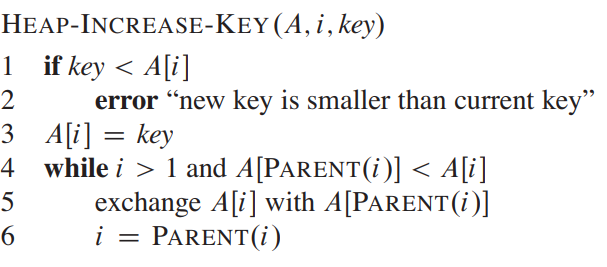 HEAP-INCREASE-KEY(A, i, key)
1 if key < A[i]
2 error “new key is smaller than current key”
3 A[i] = key
4 while i > 1 and A[PARENT(i)] < A[i]
5 exchange A[i] with A[PARENT(i)]
6 i = PARENT(i)